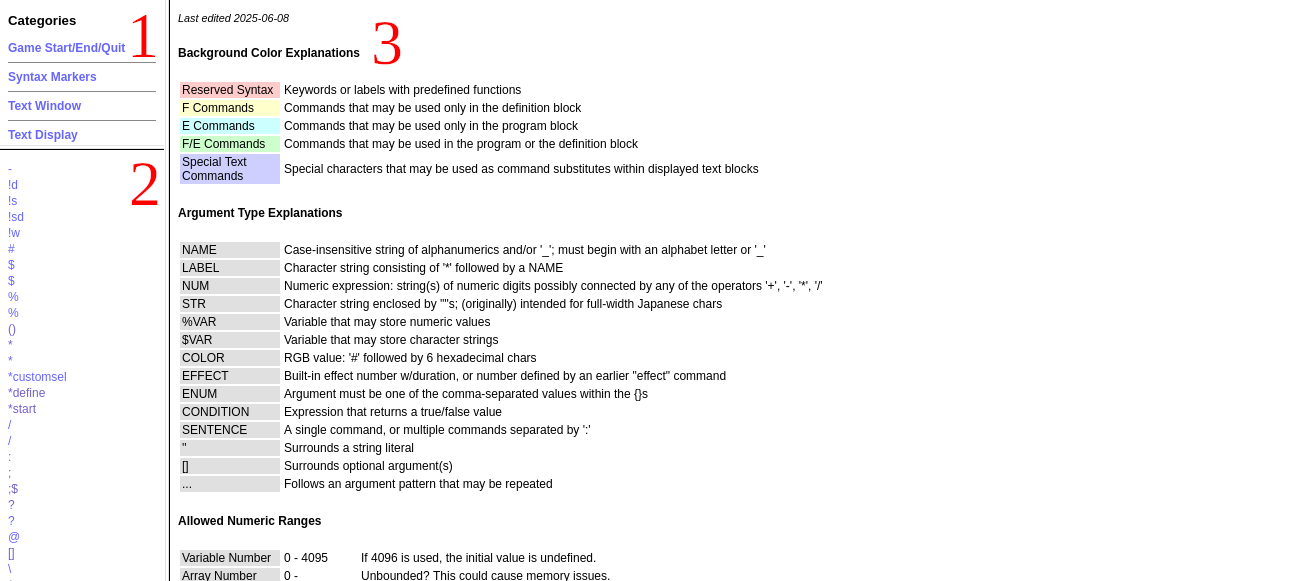 Categories
1
Game Start/End/Quit
Syntax Markers
Text Window
Text Display
2
-
!d
!s
!sd
!w
#
$
$
%
%
()
*
*
*customsel
*define
*start
/
/
:
;
;$
?
?
@
[]
\
Last edited 2025-06-08
3
Background Color Explanations
Reserved Syntax Keywords or labels with predefined functions
F Commands Commands that may be used only in the definition block
E Commands Commands that may be used only in the program block
F/E Commands Commands that may be used in the program or the definition block
Special Text
Commands Special characters that may be used as command substitutes within displayed text blocks
Argument Type Explanations
NAME Case-insensitive string of alphanumerics and/or '_'; must begin with an alphabet letter or '_'
LABEL Character string consisting of '*' followed by a NAME
NUM Numeric expression: string(s) of numeric digits possibly connected by any of the operators '+', '-', '*', '/'
STR Character string enclosed by '"'s; (originally) intended for full-width Japanese chars
%VAR Variable that may store numeric values
$VAR Variable that may store character strings
COLOR RGB value: '#' followed by 6 hexadecimal chars
EFFECT Built-in effect number w/duration, or number defined by an earlier "effect" command
ENUM Argument must be one of the comma-separated values within the {}s
CONDITION Expression that returns a true/false value
SENTENCE A single command, or multiple commands separated by ':'
" Surrounds a string literal
[] Surrounds optional argument(s)
... Follows an argument pattern that may be repeated
Allowed Numeric Ranges
Variable Number 0 - 4095 If 4096 is used, the initial value is undefined.
Array Number 0 - Unbounded? This could cause memory issues.